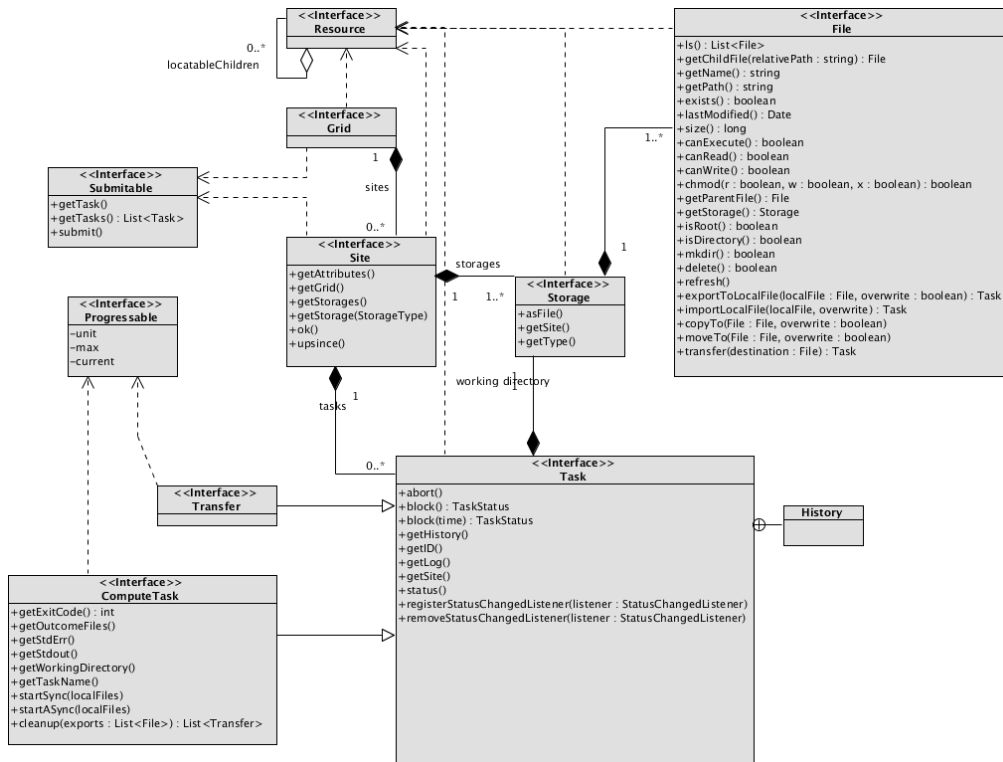 <<Interface>>
Resource
0..*
locatableChildren
<<Interface>>
Grid
1
sites
0..*
<<Interface>>
Submitable
+getTask()
+getTasks() : List<Task>
+submit()
<<Interface>>
File
+ls() : List<File>
+getChildFile(relativePath : string) : File
+getName() : string
+getPath() : string
+exists() : boolean
+lastModified() : Date
+size() : long
+canExecute() : boolean
+canRead() : boolean
+canWrite() : boolean
+chmod(r : boolean, w : boolean, x : boolean) : boolean
+getParentFile() : File
+getStorage() : Storage
+isRoot() : boolean
+isDirectory() : boolean
+mkdir() : boolean
+delete() : boolean
+refresh()
+exportToLocalFile(localFile : File, overwrite : boolean) : Task
+importLocalFile(localFile, overwrite) : Task
+copyTo(File : File, overwrite : boolean)
+moveTo(File : File, overwrite : boolean)
+transfer(destination : File) : Task
1..*
1
<<Interface>>
Site
+getAttributes()
+getGrid()
+getStorages()
+getStorage(StorageType)
+ok()
+upsince()
storages
1
1..*
<<Interface>>
Storage
+asFile()
+getSite()
+getType()
<<Interface>>
Progressable
-unit
-max
-current
working directory
1
1
1
tasks
0..*
<<Interface>>
Transfer
<<Interface>>
Task
+abort()
+block() : TaskStatus
+block(time) : TaskStatus
+getHistory()
+getID()
+getLog()
+getSite()
+status()
+registerStatusChangedListener(listener : StatusChangedListener)
+removeStatusChangedListener(listener : StatusChangedListener)
History
<<Interface>>
ComputeTask
+getExitCode() : int
+getOutcomeFiles()
+getStdErr()
+getStdout()
+getWorkingDirectory()
+getTaskName()
+startSync(localFiles)
+startASync(localFiles)
+cleanup(exports : List<File>) : List<Transfer>